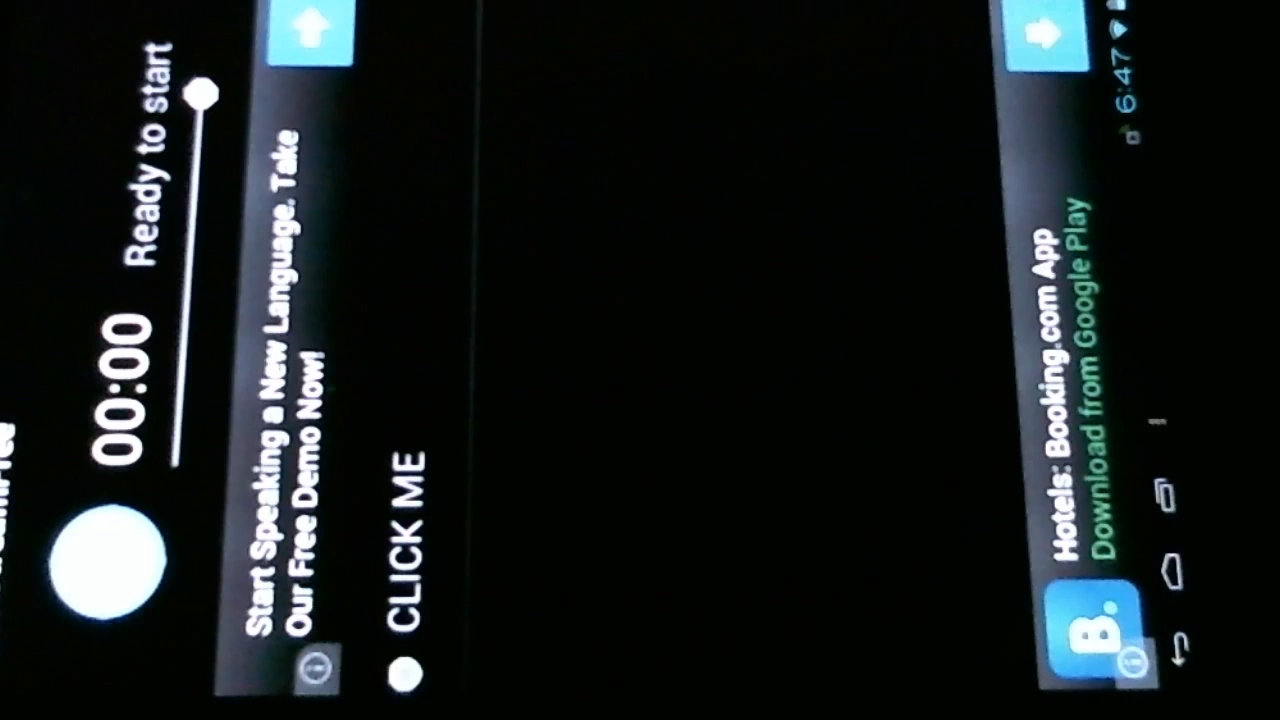 00:00
Ready to start
Start Speaking a New Language. Take
Our Free Demo Now!
CLICK ME
Hotels: Booking.com App
Download from Google Play
B.
6:47